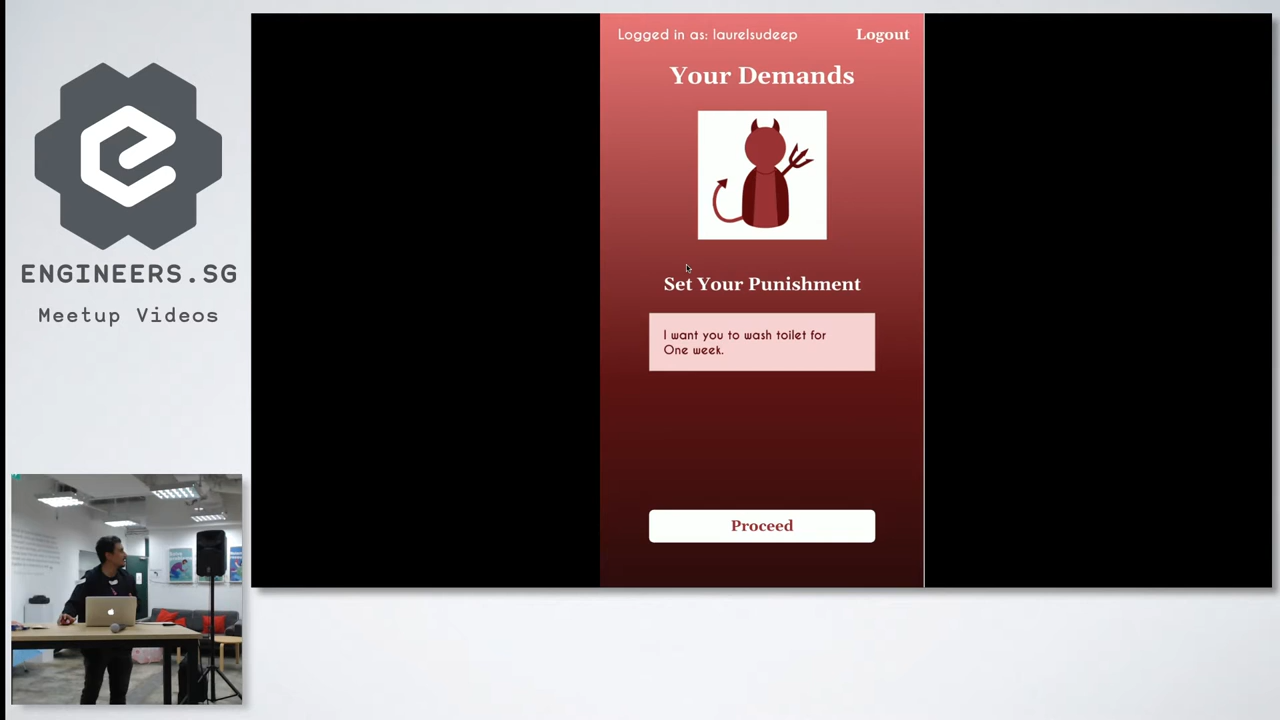 ENGINEERS.SG
Meetup Videos
Logged in as: laurelsudeep
Logout
Your Demands
Set Your Punishment
I want you to wash toilet for
One week.
Proceed